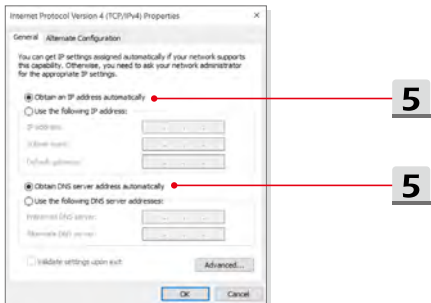 Internet Protocol Version 4 (TCP/IPv4) Properties
General Alternate Configuration
You can get IP settings assigned automatically if your network supports
this capability. Otherwise, you need to ask your network administrator
for the appropriate IP settings.
Obtain an IP address automatically
5
Use the following IP address:
IP address:
Subnet mask:
Default gateway:
Obtain DNS server address automatically
5
Use the following DNS server addresses:
Preferred DNS server:
Alternate DNS server:
Validate settings upon exit
Advanced...
OK Cancel